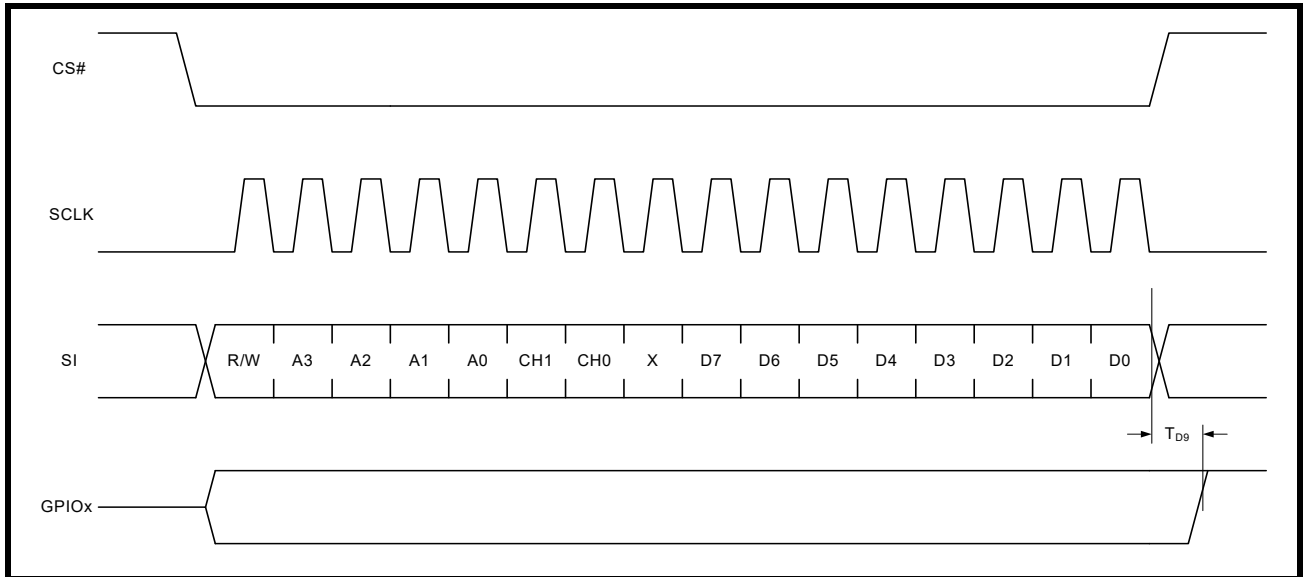 CS#
SCLK
SI R/W A3 A2 A1 A0 CH1 CH0 X D7 D6 D5 D4 D3 D2 D1 D0
TD9
GPIOx